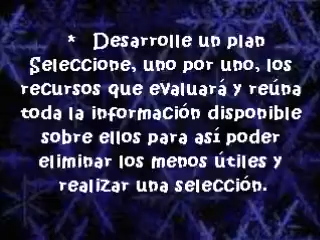 * Desarrolle un plan
Seleccione, uno por uno, los
recursos que evaluará y reúna
toda la información disponible
sobre ellos para así poder
eliminar los menos útiles y
realizar una selección.